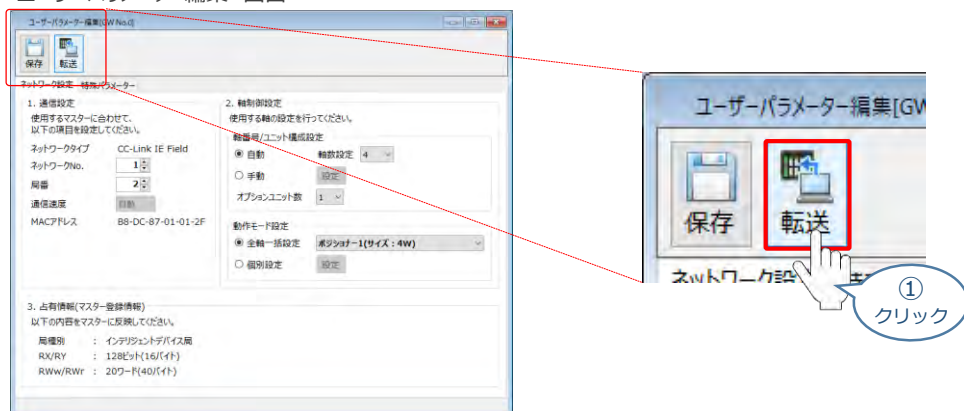 ユーザーパラメーター編集[GW No.0]
保存 転送
ネットワーク設定 特殊パラメーター
1. 通信設定
使用するマスターに合わせて、
以下の項目を設定してください。
ネットワークタイプ CC-Link IE Field
ネットワークNo. 1
局番 2
通信速度 自動
MACアドレス B8-DC-87-01-01-2F
2. 軸制御設定
使用する軸の設定を行ってください。
軸番号/ユニット構成設定
自動 軸数設定 4
手動 設定
オプションユニット数 1
動作モード設定
全軸一括設定 ポジショナー1(サイズ:4W)
個別設定 設定
3. 占有情報(マスター登録情報)
以下の内容をマスターに反映してください。
局種別 : インテリジェントデバイス局
RX/RY : 128ビット(16バイト)
RWw/RWr : 20ワード(40バイト)
ユーザーパラメーター編集[GW
保存 転送
ネットワーク設
①
クリック